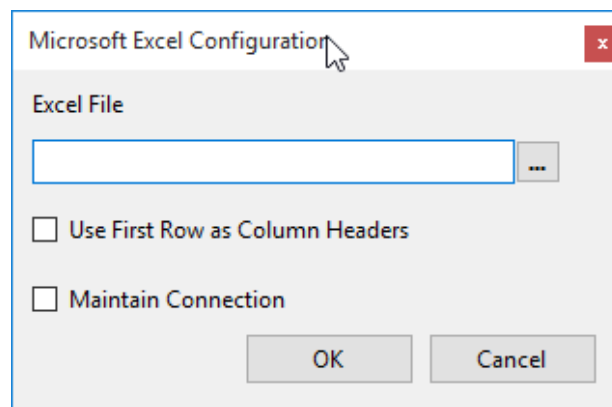 Microsoft Excel Configuration
x
Excel File
...
Use First Row as Column Headers
Maintain Connection
OK
Cancel